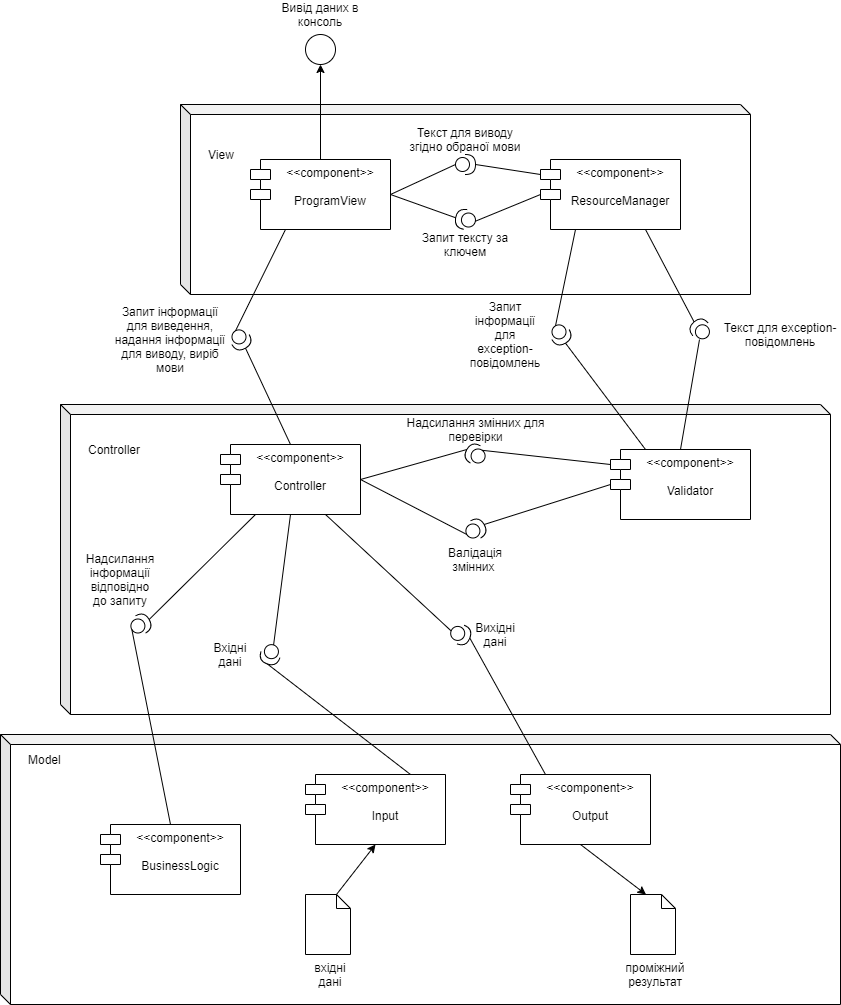 Вивід даних в
консоль
View
<<component>>
ProgramView
Текст для виводу
згідно обраної мови
<<component>>
ResourceManager
Запит тексту за
ключем
Запит інформації
для виведення,
надання інформації
для виводу, виріб
мови
Запит
інформації
для
exception-
повідомлень
Текст для exception-
повідомлень
Controller
<<component>>
Controller
Надсилання змінних для
перевірки
<<component>>
Validator
Валідація
змінних
Надсилання
інформації
відповідно
до запиту
Вхідні
дані
Вихідні
дані
Model
<<component>>
BusinessLogic
<<component>>
Input
<<component>>
Output
вхідні
дані
проміжний
результат